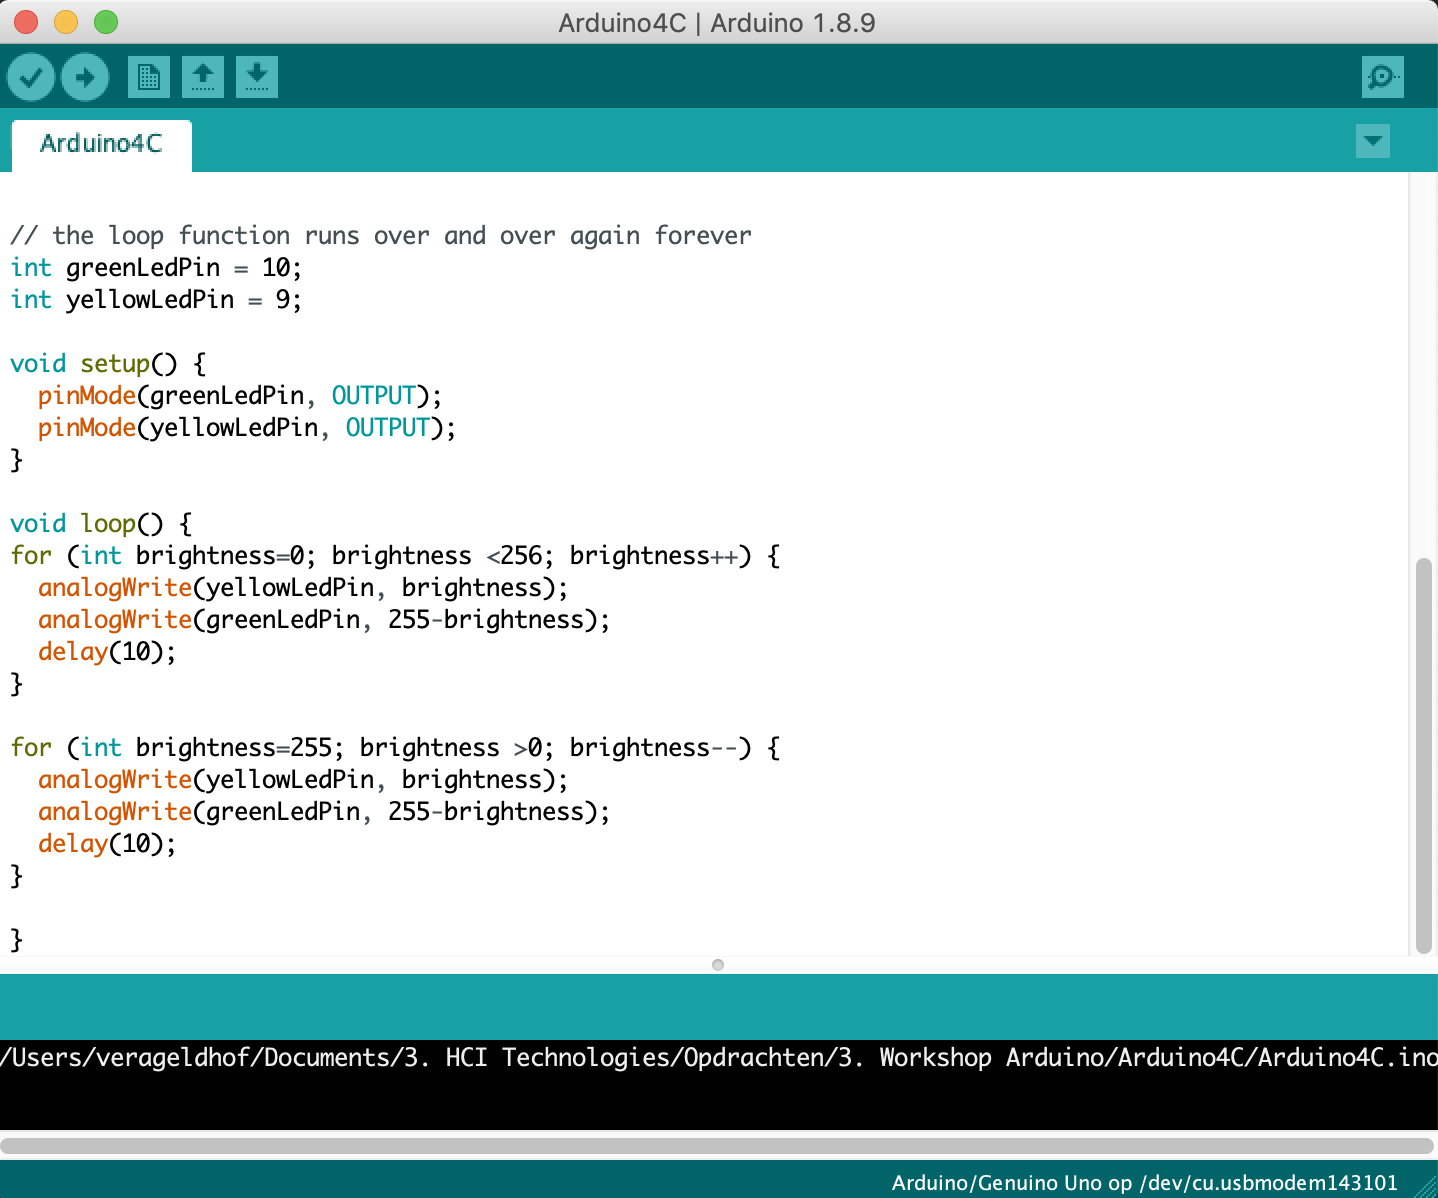 Arduino4C | Arduino 1.8.9
Arduino4C
// the loop function runs over and over again forever
int greenLedPin = 10;
int yellowLedPin = 9;
void setup() {
  pinMode(greenLedPin, OUTPUT);
  pinMode(yellowLedPin, OUTPUT);
}
void loop() {
for (int brightness=0; brightness <256; brightness++) {
  analogWrite(yellowLedPin, brightness);
  analogWrite(greenLedPin, 255-brightness);
  delay(10);
}
for (int brightness=255; brightness >0; brightness--) {
  analogWrite(yellowLedPin, brightness);
  analogWrite(greenLedPin, 255-brightness);
  delay(10);
}
}
/Users/verageldhof/Documents/3. HCI Technologies/Opdrachten/3. Workshop Arduino/Arduino4C/Arduino4C.ino
Arduino/Genuino Uno op /dev/cu.usbmodem143101